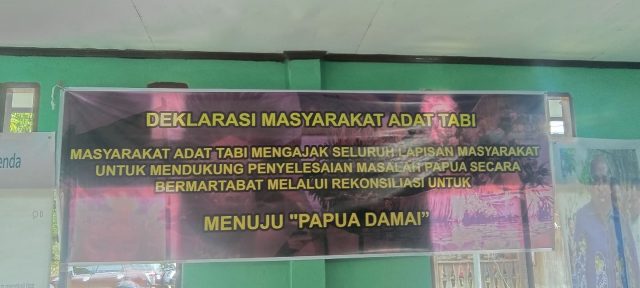 DEKLARASI MASYARAKAT ADAT TABI
MASYARAKAT ADAT TABI MENGAJAK SELURUH LAPISAN MASYARAKAT
UNTUK MENDUKUNG PENYELESAIAN MASALAH PAPUA SECARA
BERMARTABAT MELALUI REKONSILIASI UNTUK
MENUJU "PAPUA DAMAI”
enda